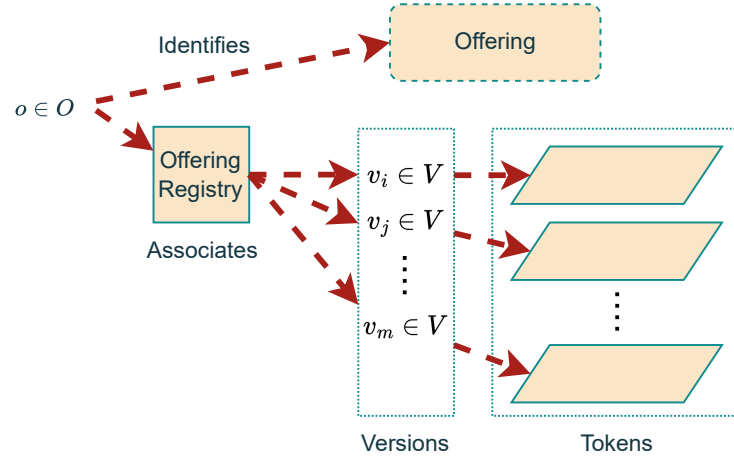 Identifies
Offering
o ∈ O
Offering
Registry
Associates
v_i ∈ V
v_j ∈ V
v_m ∈ V
Versions
Tokens